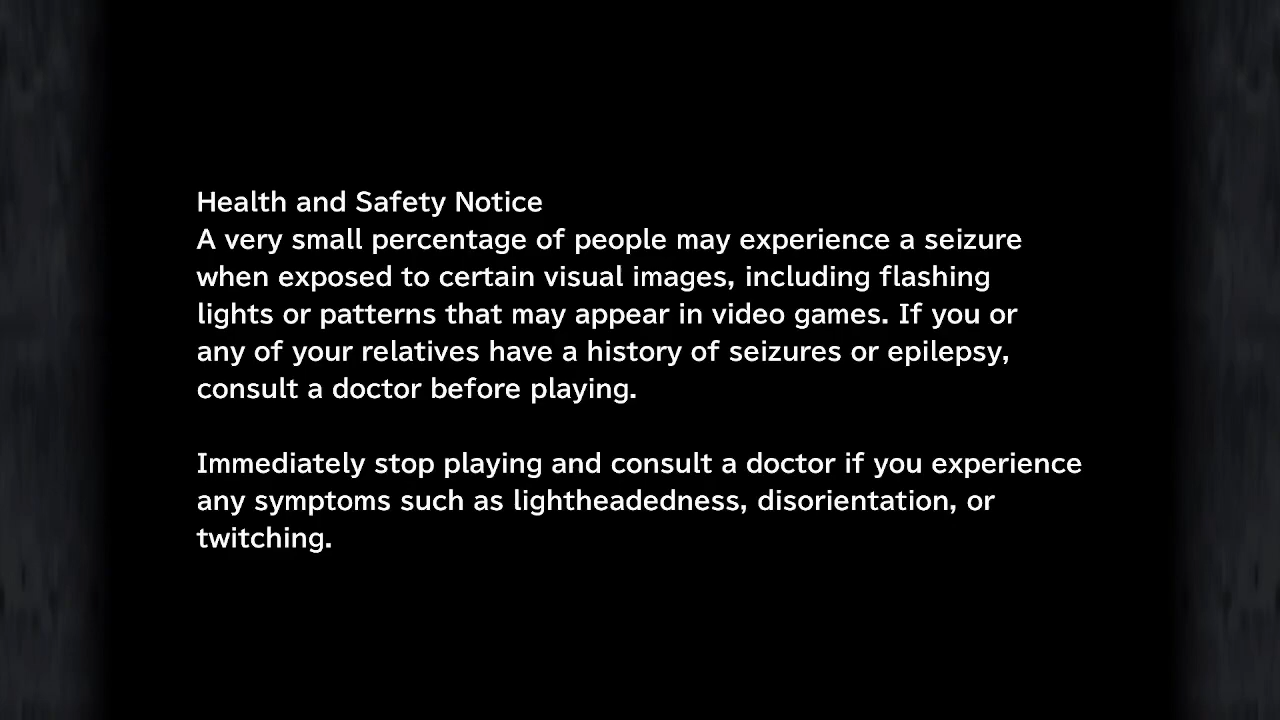 Health and Safety Notice
A very small percentage of people may experience a seizure
when exposed to certain visual images, including flashing
lights or patterns that may appear in video games. If you or
any of your relatives have a history of seizures or epilepsy,
consult a doctor before playing.
Immediately stop playing and consult a doctor if you experience
any symptoms such as lightheadedness, disorientation, or
twitching.